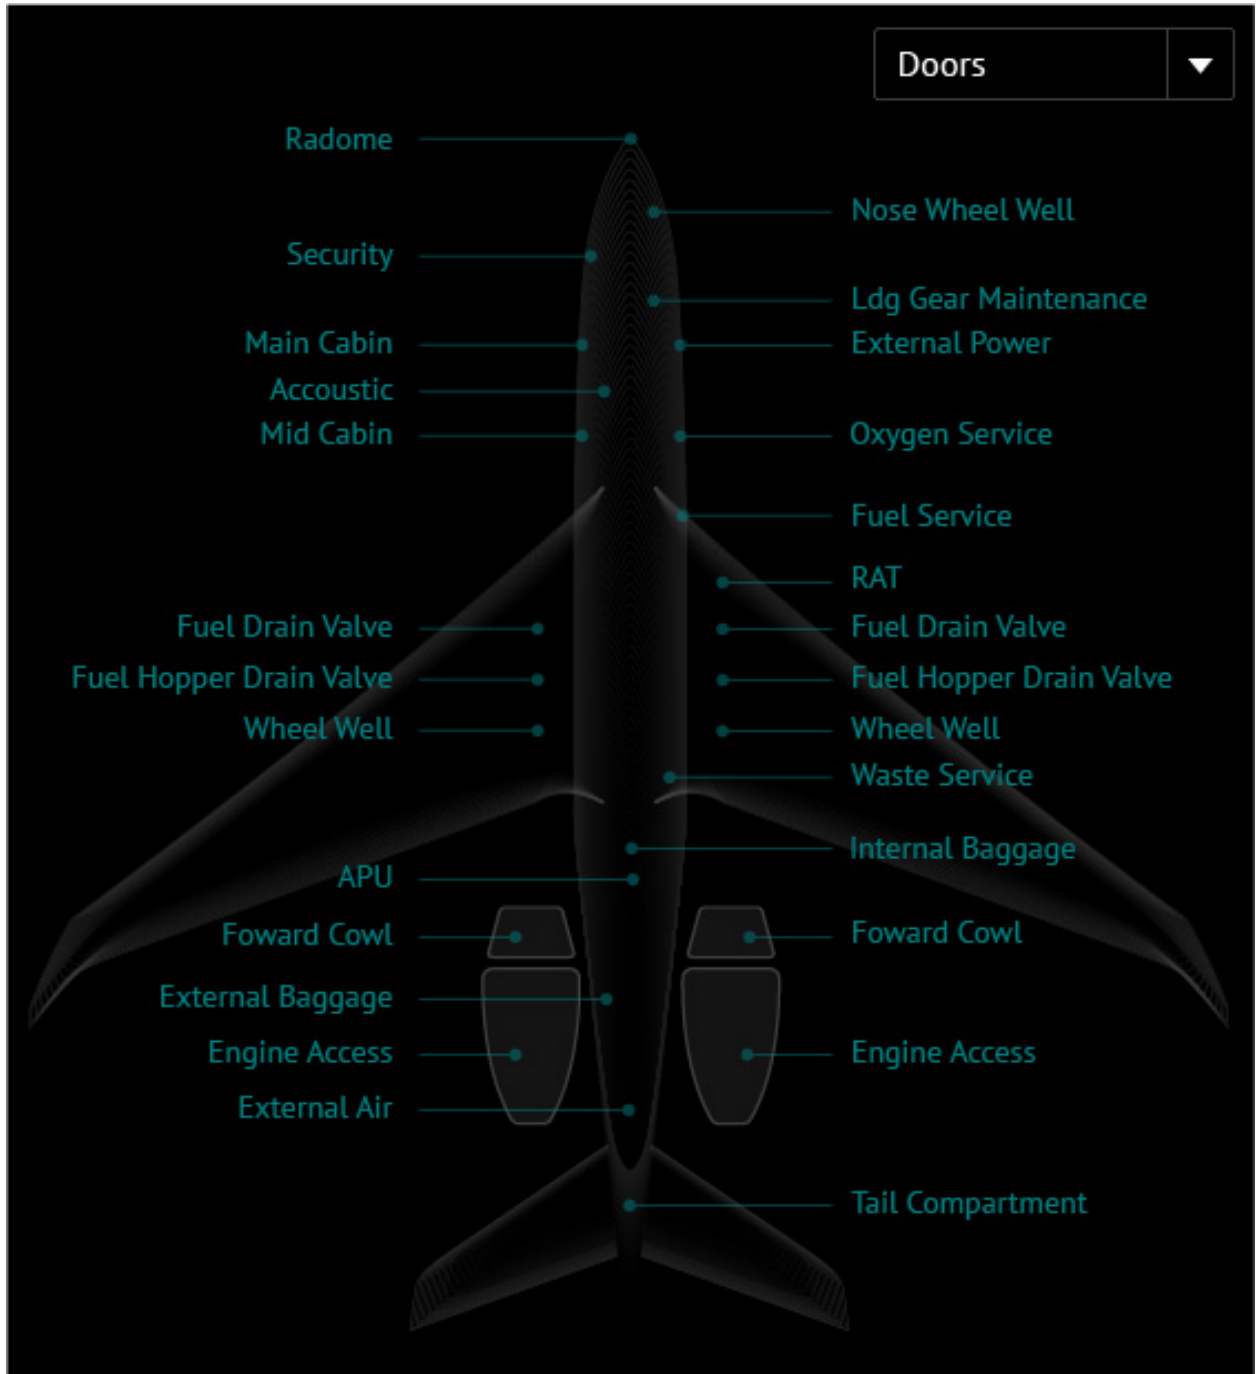 Doors
Radome
Nose Wheel Well
Security
Ldg Gear Maintenance
Main Cabin
External Power
Accoustic
Mid Cabin
Oxygen Service
Fuel Service
RAT
Fuel Drain Valve
Fuel Drain Valve
Fuel Hopper Drain Valve
Fuel Hopper Drain Valve
Wheel Well
Wheel Well
Waste Service
Internal Baggage
APU
Foward Cowl
Foward Cowl
External Baggage
Engine Access
Engine Access
External Air
Tail Compartment